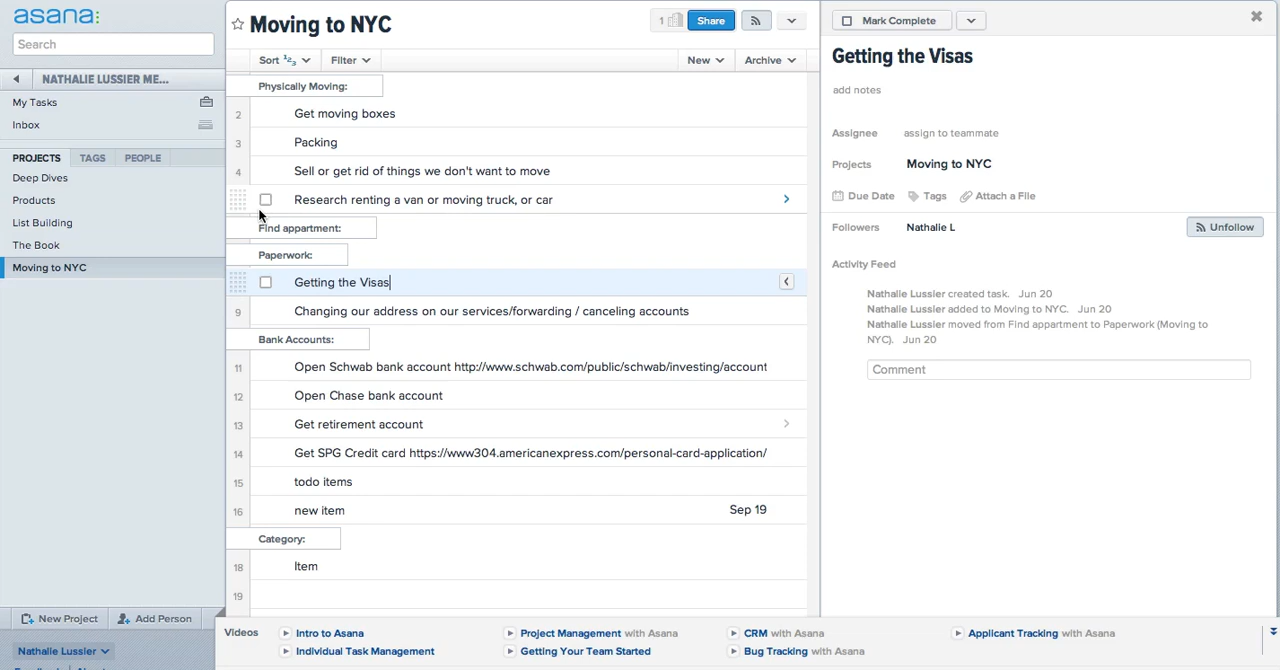 asana:
Search
NATHALIE LUSSIER ME...
My Tasks
Inbox
PROJECTS TAGS PEOPLE
Deep Dives
Products
List Building
The Book
Moving to NYC
New Project Add Person
Nathalie Lussier
Moving to NYC
1 Share
Sort 123 Filter New Archive
Physically Moving:
2 Get moving boxes
3 Packing
4 Sell or get rid of things we don't want to move
Research renting a van or moving truck, or car
Find appartment:
Paperwork:
Getting the Visas
9 Changing our address on our services/forwarding / canceling accounts
Bank Accounts:
11 Open Schwab bank account http://www.schwab.com/public/schwab/investing/account
12 Open Chase bank account
13 Get retirement account
14 Get SPG Credit card https://www304.americanexpress.com/personal-card-application/
15 todo items
16 new item Sep 19
Category:
18 Item
19
Mark Complete
Getting the Visas
add notes
Assignee assign to teammate
Projects Moving to NYC
Due Date Tags Attach a File
Followers Nathalie L Unfollow
Activity Feed
Nathalie Lussier created task. Jun 20
Nathalie Lussier added to Moving to NYC. Jun 20
Nathalie Lussier moved from Find appartment to Paperwork (Moving to
NYC). Jun 20
Comment
Videos Intro to Asana Project Management with Asana CRM with Asana Applicant Tracking with Asana
Individual Task Management Getting Your Team Started Bug Tracking with Asana